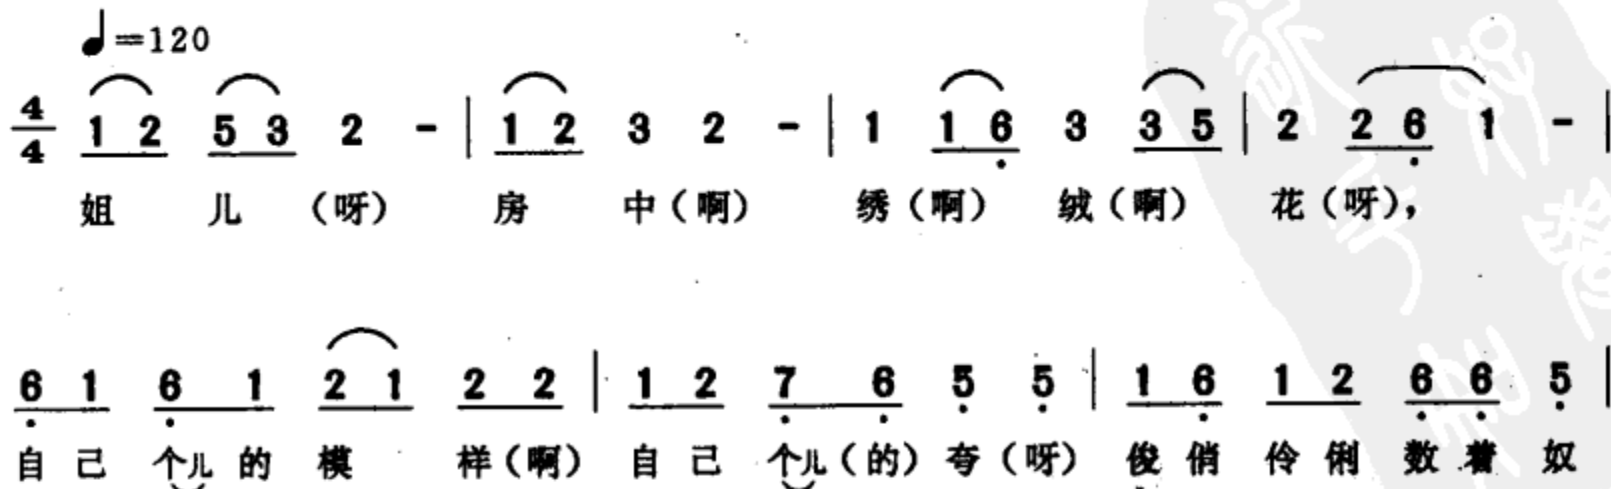 ♩=120
4/4 1 2 5 3 2 - | 1 2 3 2 - | 1 1 6̣ 3 3 5 | 2 2 6̣ 1 - |
姐 儿 (呀) 房 中(啊) 绣(啊) 绒(啊) 花(呀),
6̣ 1 6̣ 1 2 1 2 2 | 1 2 7̣ 6̣ 5̣ 5̣ | 1 6̣ 1 2 6̣ 6̣ 5̣ |
自 己 个儿 的 模 样(啊) 自 己 个儿(的) 夸(呀) 俊 俏 伶 俐 数 着 奴